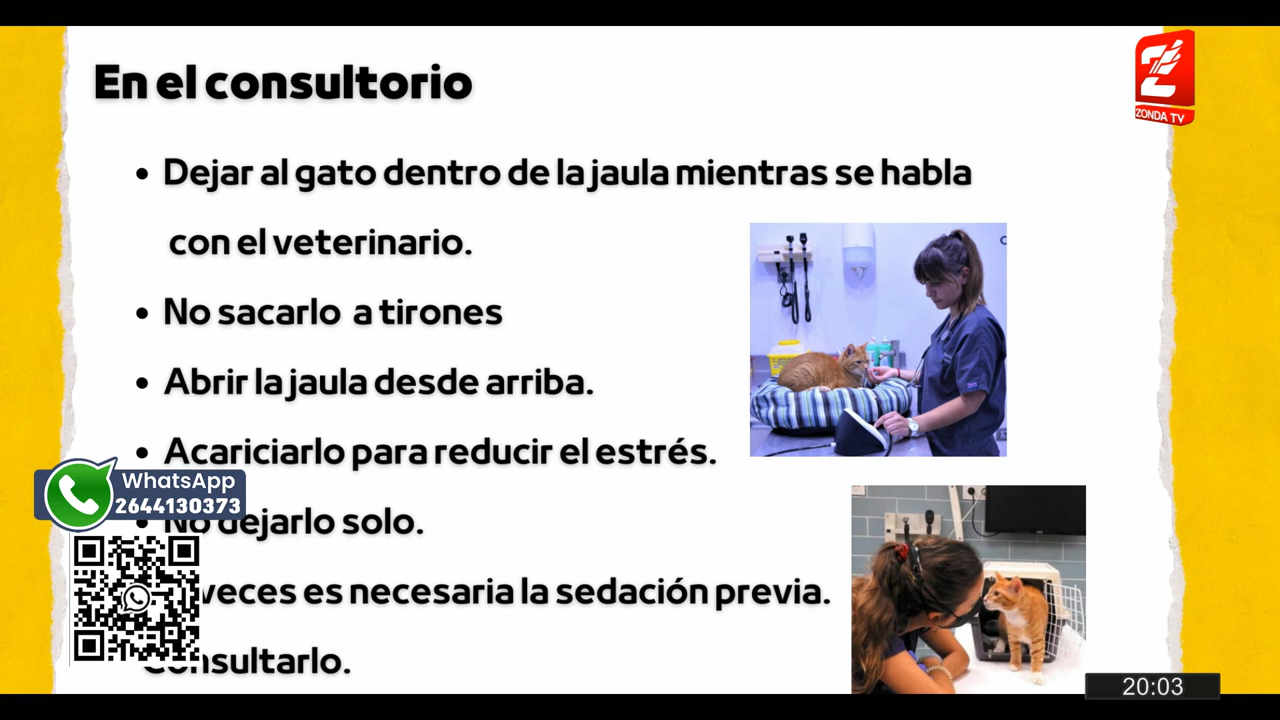 En el consultorio
ZONDA TV
• Dejar al gato dentro de la jaula mientras se habla
con el veterinario.
• No sacarlo a tirones
• Abrir la jaula desde arriba.
• Acariciarlo para reducir el estrés.
WhatsApp
2644130373
• No dejarlo solo.
veces es necesaria la sedación previa.
Consultarlo.
20:03